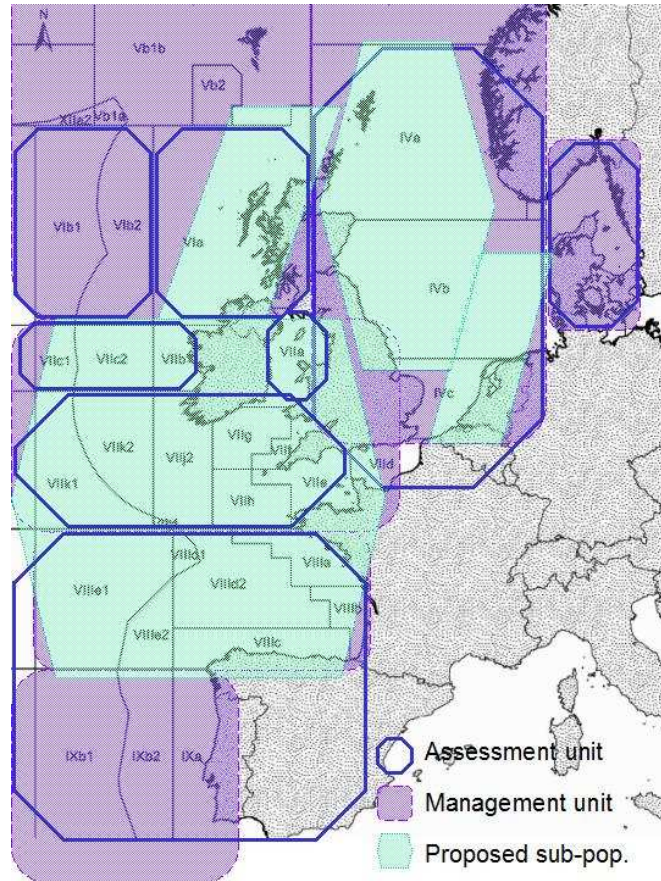 N
Vb1b
Vb2
Vb1a
XIIa2
IVa
VIb1
VIb2
VIa
IVb
VIIc1
VIIc2
VIIb
VIIa
IVc
VIIg
VIIf
VIId
VIIk2
VIIj2
VIIe
VIIk1
VIIh
VIIId1
VIIIa
VIIIe1
VIIId2
VIIIb
VIIIe2
VIIIc
IXb1
IXb2
IXa
Assessment unit
Management unit
Proposed sub-pop.